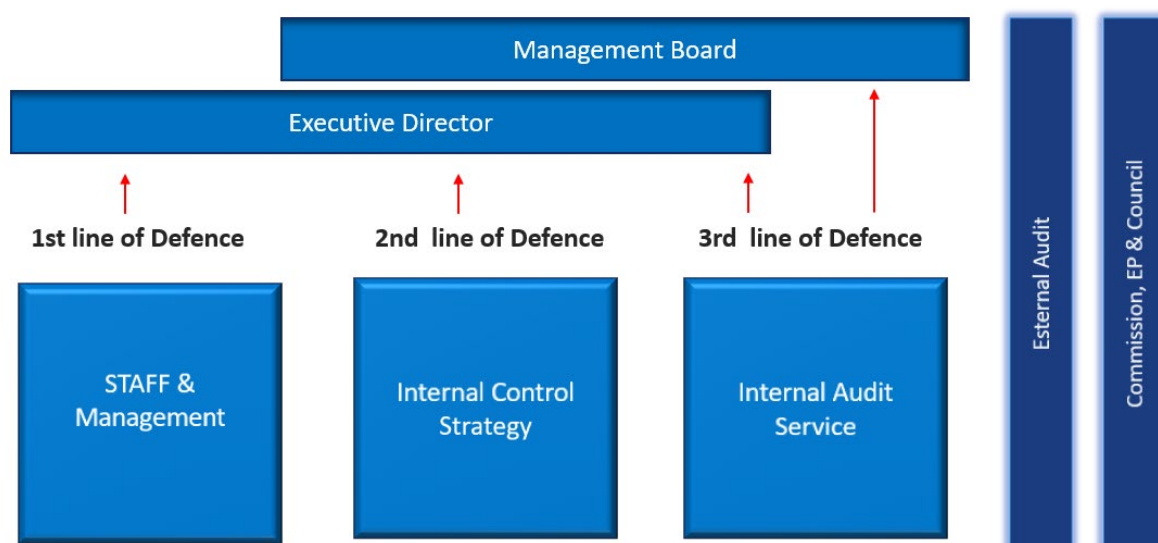 Management Board
Executive Director
1st line of Defence
2nd line of Defence
3rd line of Defence
STAFF &
Management
Internal Control
Strategy
Internal Audit
Service
Esternal Audit
Commission, EP & Council